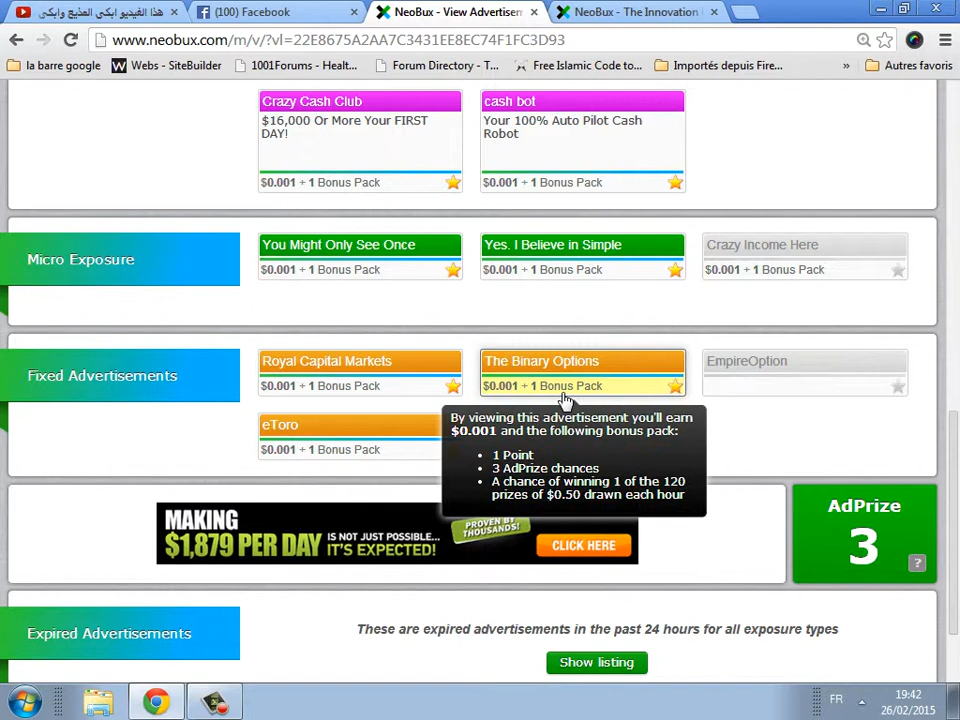 هذا الفيديو ابكى المذيع وابكى
(100) Facebook
NeoBux - View Advertisem
NeoBux - The Innovation
www.neobux.com/m/v/?vl=22E8675A2AA7C3431EE8EC74F1FC3D93
la barre google
Webs - SiteBuilder
1001Forums - Healt...
Forum Directory - T...
Free Islamic Code to...
Importés depuis Fire...
»
Autres favoris
Crazy Cash Club
$16,000 Or More Your FIRST
DAY!
$0.001 + 1 Bonus Pack
cash bot
Your 100% Auto Pilot Cash
Robot
$0.001 + 1 Bonus Pack
Micro Exposure
You Might Only See Once
$0.001 + 1 Bonus Pack
Yes. I Believe in Simple
$0.001 + 1 Bonus Pack
Crazy Income Here
$0.001 + 1 Bonus Pack
Fixed Advertisements
Royal Capital Markets
$0.001 + 1 Bonus Pack
The Binary Options
$0.001 + 1 Bonus Pack
EmpireOption
eToro
$0.001 + 1 Bonus Pack
By viewing this advertisement you'll earn
$0.001 and the following bonus pack:
• 1 Point
• 3 AdPrize chances
• A chance of winning 1 of the 120
prizes of $0.50 drawn each hour
MAKING
$1,879 PER DAY
IS NOT JUST POSSIBLE...
IT'S EXPECTED!
PROVEN BY
THOUSANDS!
CLICK HERE
AdPrize
3
?
Expired Advertisements
These are expired advertisements in the past 24 hours for all exposure types
Show listing
FR
19:42
26/02/2015